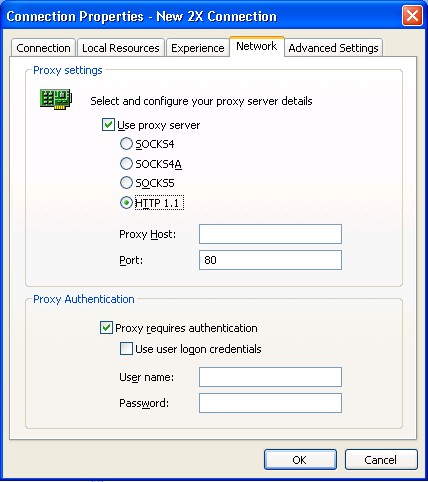 Connection Properties - New 2X Connection
Connection Local Resources Experience Network Advanced Settings
Proxy settings
Select and configure your proxy server details
Use proxy server
SOCKS4
SOCKS4A
SOCKS5
HTTP 1.1
Proxy Host:
Port: 80
Proxy Authentication
Proxy requires authentication
Use user logon credentials
User name:
Password:
OK Cancel